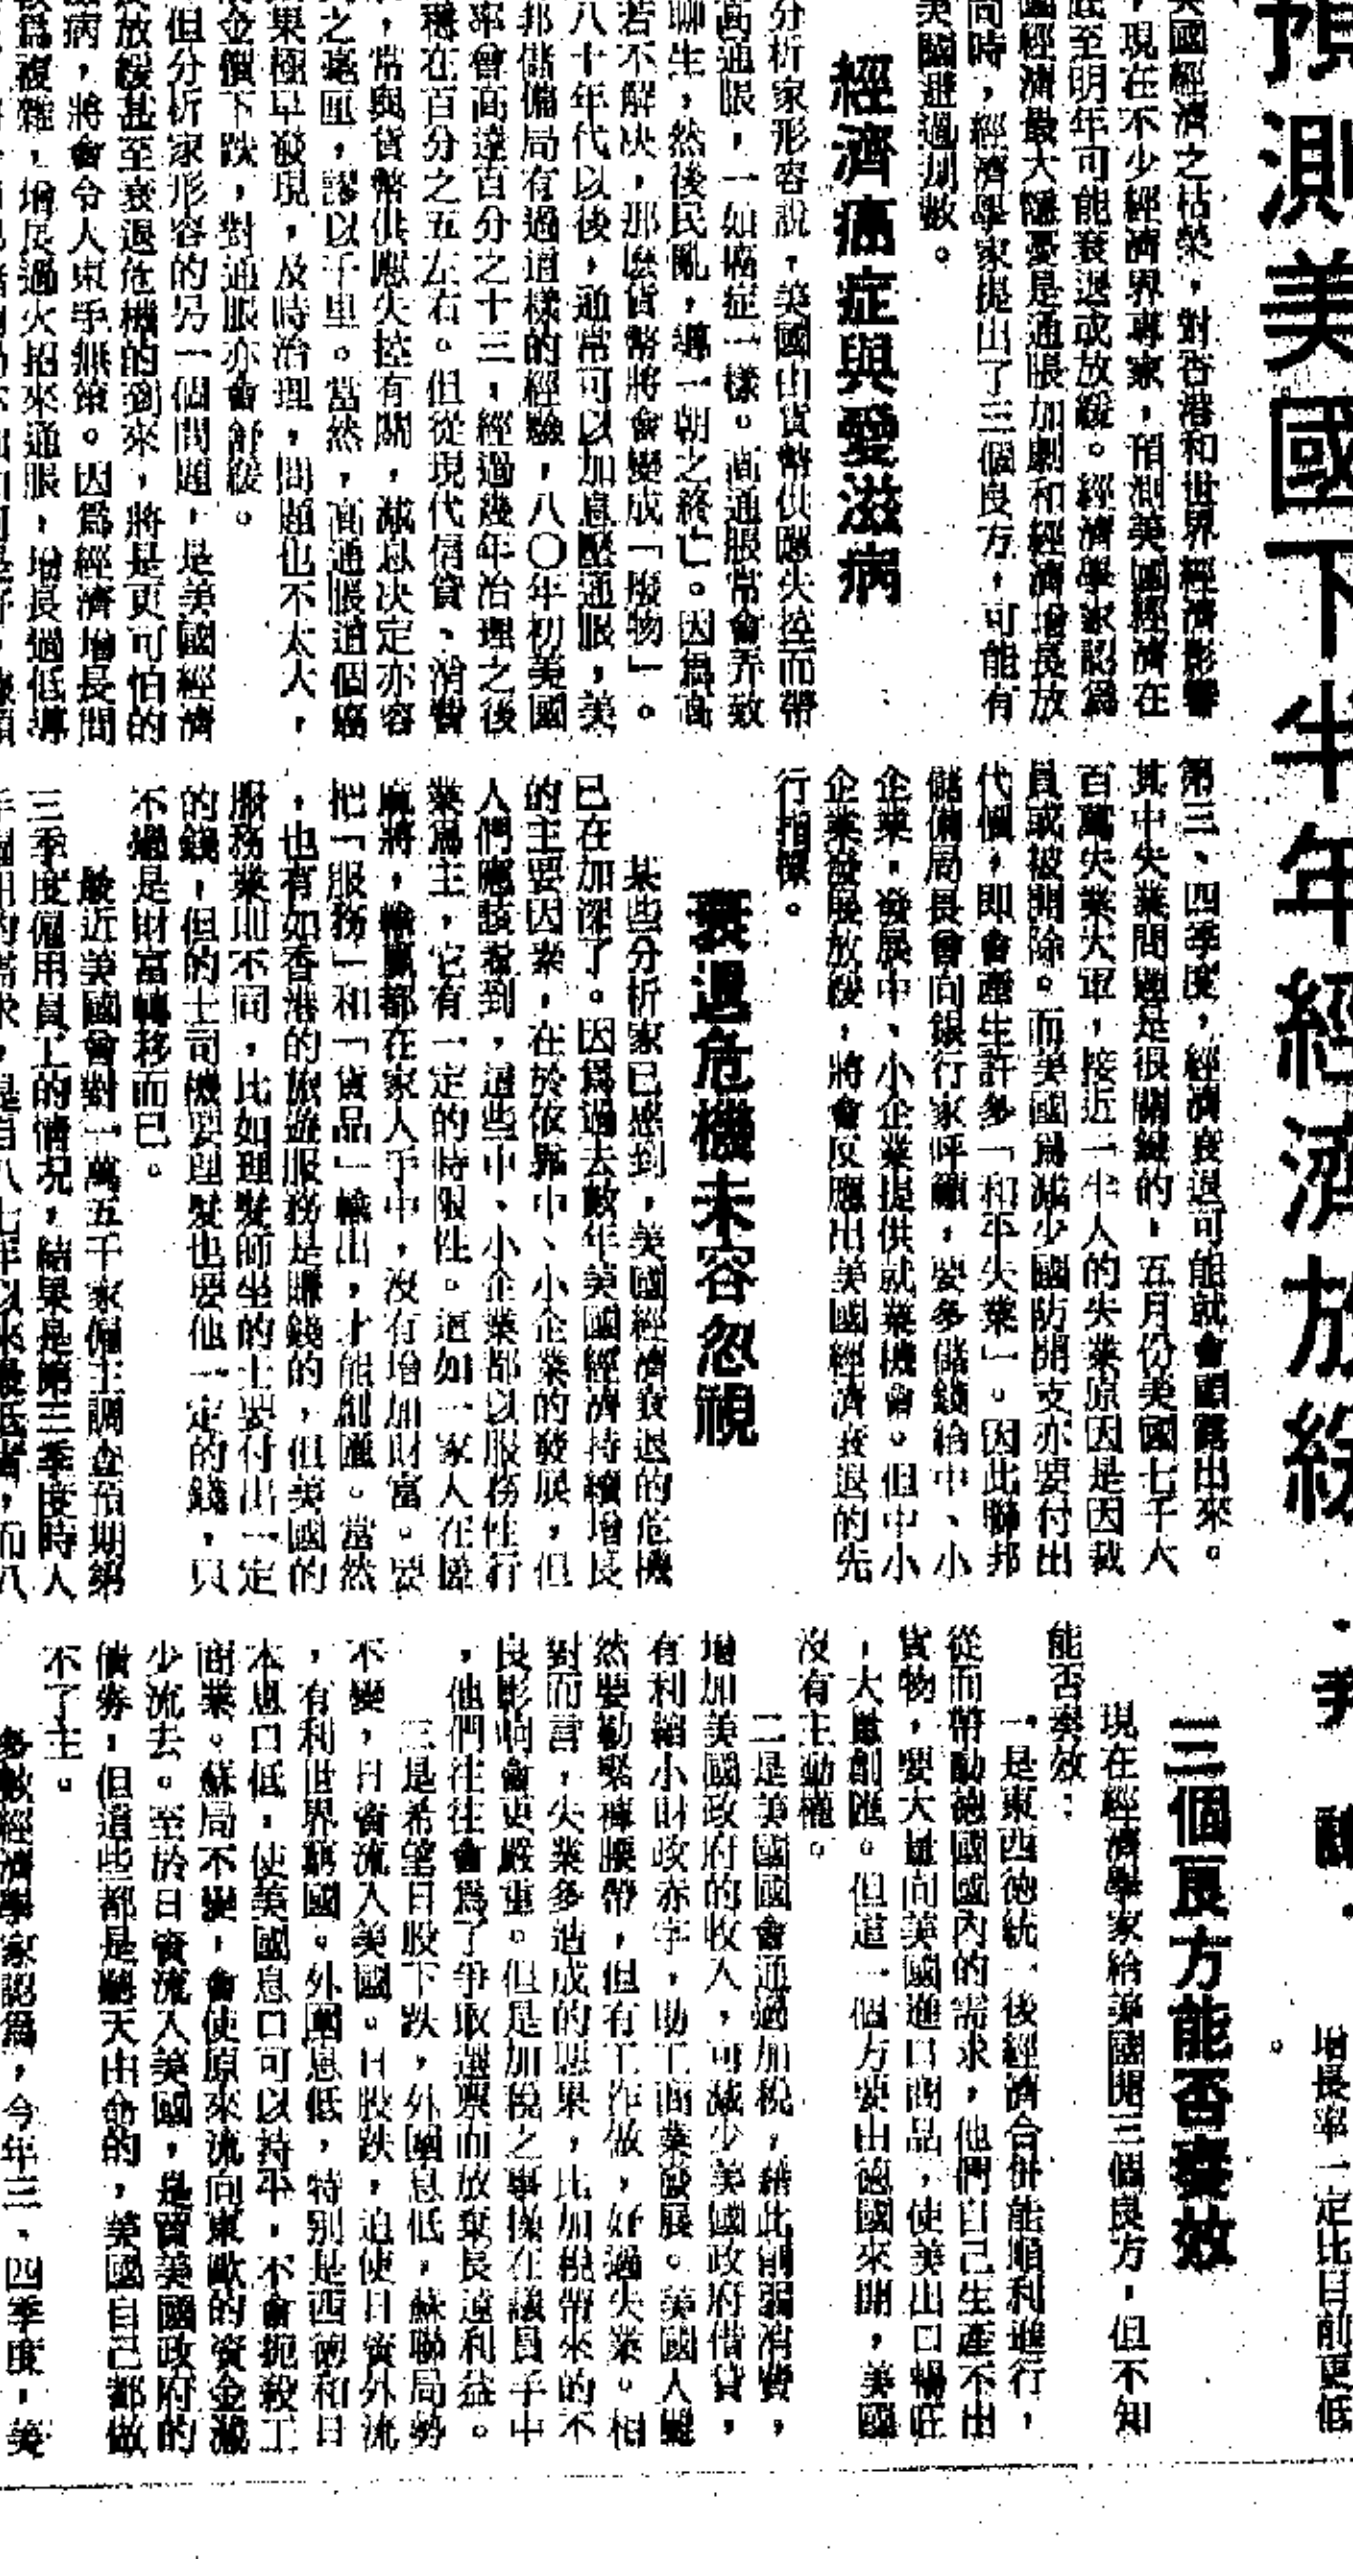 預測美國下半年經濟放緩
國經濟之枯榮，對香港和世界經濟影響
，現在不少經濟界專家，預測美國經濟在
底至明年可能衰退或放緩。經濟學家認爲
國經濟最大隱憂是通賬加劇和經濟增長放
同時，經濟學家提出了三個良方，可能有
美國避過劫數。
經濟癌症與愛滋病
分析家形容說，美國由貨幣供應失控而帶
高通賬，一如癌症一樣。高通賬常會弄致
聊生，然後民亂，導一朝之終亡。因爲高
若不解決，那麼貨幣將會變成「廢物」。
八十年代以後，通常可以加息壓通賬，美
邦儲備局有過這樣的經驗，八〇年初美國
率曾高達百分之十三，經過幾年治理之後
穩在百分之五左右。但從現代信貸、消費
，常與貨幣供應失控有關，減息決定亦容
之毫厘，謬以千里。當然，高通賬這個癌
果極早發現，及時治理，問題也不太大，
金價下跌，對通賬亦會舒緩。
但分析家形容的另一個問題，是美國經濟
放緩甚至衰退危機的到來，將是更可怕的
病，將會令人束手無策。因爲經濟增長問
爲複雜，增長過火招來通賬，增長過低導
第三、四季度，經濟衰退可能就會顯露出來。
其中失業問題是很關鍵的，五月份美國七千人
百萬失業大軍，接近一半人的失業原因是因裁
員或被開除。而美國爲減少國防開支亦要付出
代價，即會產生許多「和平失業」。因此聯邦
儲備局長會向銀行家呼籲，要多儲錢給中、小
企業，發展中、小企業提供就業機會。但中小
企業發展放緩，將會反應出美國經濟衰退的先
行指標。
衰退危機未容忽視
某些分析家已感到，美國經濟衰退的危機
已在加深了。因爲過去數年美國經濟持續增長
的主要因素，在於依靠中、小企業的發展，但
人們應該看到，這些中、小企業都以服務性行
業爲主，它有一定的時限性。這如一家人在區
麻將，輸贏都在家人手中，沒有增加財富。要
把「服務」和「貨品」輸出，才能創匯。當然
，也有如香港的旅遊服務是賺錢的，但美國的
服務業則不同，比如理髮師坐的士要付出一定
的錢，但的士司機要理髮也要他一定的錢，只
不過是財富轉移而已。
最近美國會對一萬五千家僱主調查預期第
三季度僱用員工的情況，結果是第三季度時人
三個良方能否奏效
現在經濟學家給美國開三個良方，但不知
能否奏效：
一是東西德統一後經濟合併能順利進行，
從而帶動德國國內的需求，他們自己生產不出
貨物，要大量向美國進口商品，使美出口暢旺
，大量創匯。但這一個方要由德國來開，美國
沒有主動權。
二是美國國會通過加稅，藉此削弱消費，
增加美國政府的收入，可減少美國政府借貸，
有利縮小財政赤字，助工商業發展。美國人雖
然要勒緊褲腰帶，但有工作做，好過失業。相
對而言，失業多造成的惡果，比加稅帶來的不
良影响會更嚴重。但是加稅之事操在議員手中
，他們往往會爲了爭取選票而放棄長遠利益。
三是希望日股下跌，外國息低，蘇聯局勢
不變，日資流入美國。日股跌，迫使日資外流
，有利世界窮國。外國息低，特別是西德和日
本息口低，使美國息口可以持平，不會扼殺工
商業。蘇局不變，會使原來流向東歐的資金減
少流去。至於日資流入美國，是買美國政府的
債券，但這些都是聽天由命的，美國自己都做
不了主。
多數經濟學家認爲，今年三、四季度，美
增長率一定比目前更低
。